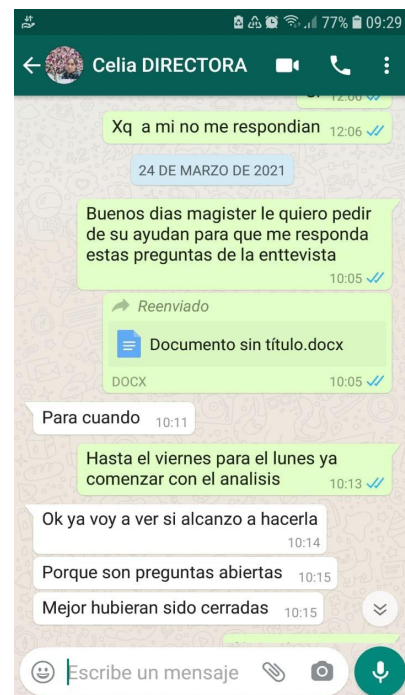 77% 09:29
Celia DIRECTORA
12:06
Xq a mi no me respondian 12:06
24 DE MARZO DE 2021
Buenos dias magister le quiero pedir
de su ayudan para que me responda
estas preguntas de la enttevista
10:05
Reenviado
Documento sin título.docx
DOCX 10:05
Para cuando 10:11
Hasta el viernes para el lunes ya
comenzar con el analisis 10:13
Ok ya voy a ver si alcanzo a hacerla
10:14
Porque son preguntas abiertas 10:15
Mejor hubieran sido cerradas 10:15
Escribe un mensaje